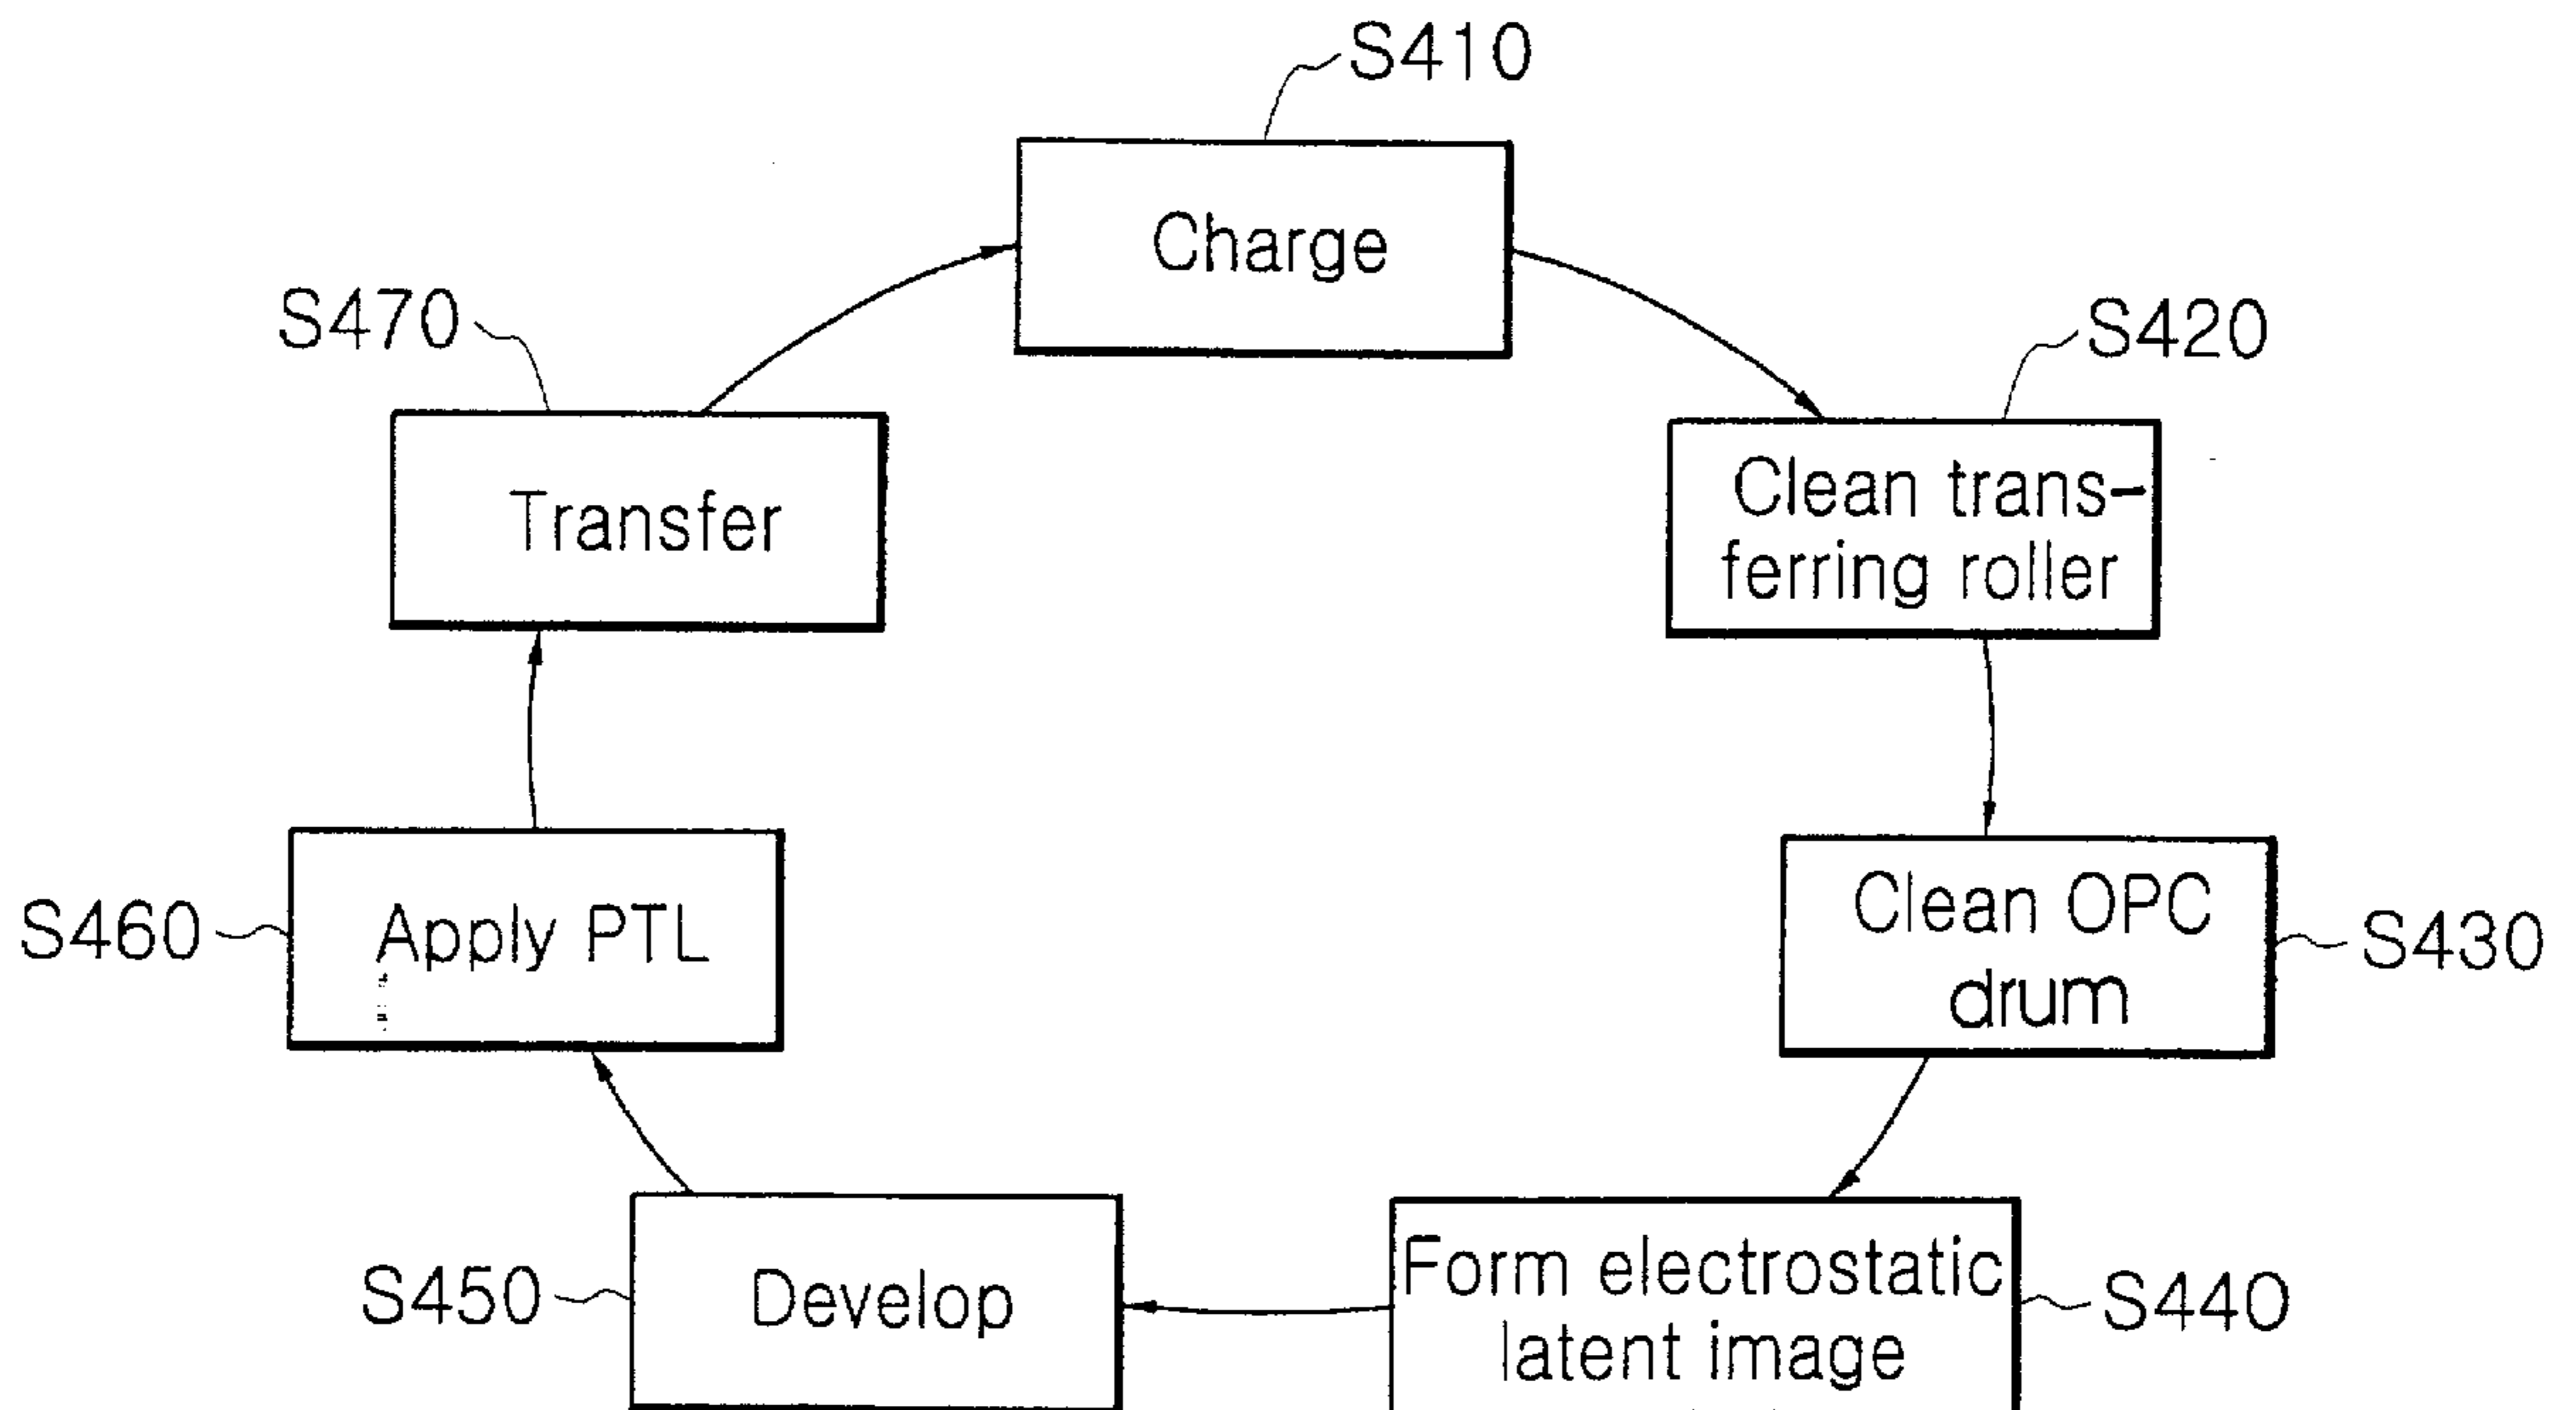 S410
Charge
S420
Clean trans-
ferring roller
Clean OPC
drum
S430
Form electrostatic
latent image
S440
Develop
S450
Apply PTL
S460
Transfer
S470